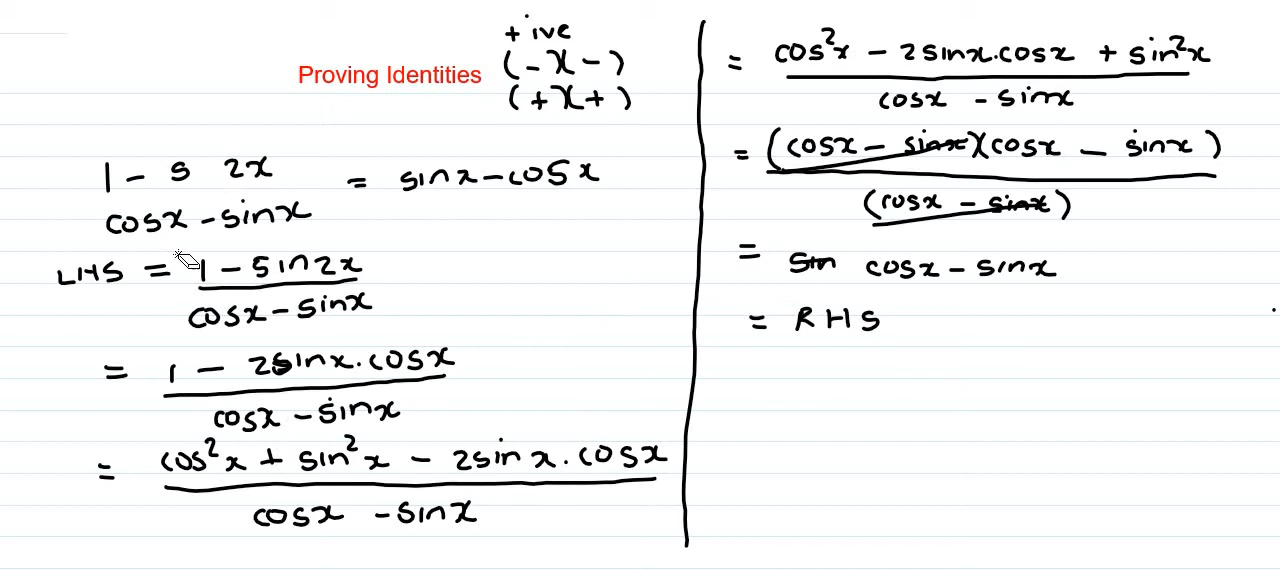 Proving Identities
+ive
(-X-)
(+X+)
1 - s 2x
cosx - sinx
= sinx - cosx
LHS = 1 - sin2x
cosx - sinx
= 1 - 2sinx.cosx
cosx - sinx
= cos²x + sin²x - 2sinx.cosx
cosx - sinx
= cos²x - 2sinx.cosx + sin²x
cosx - sinx
= (cosx - sinx)(cosx - sinx)
(cosx - sinx)
= sin cosx - sinx
= RHS